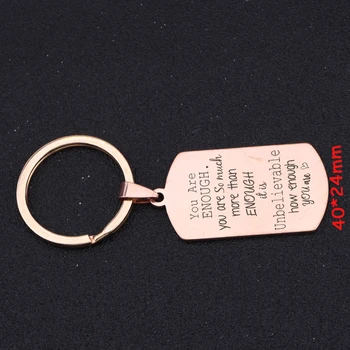 You Are
ENOUGH.
you are so much
more than
ENOUGH
it is
Unbelievable
how enough
you are
40*24mm